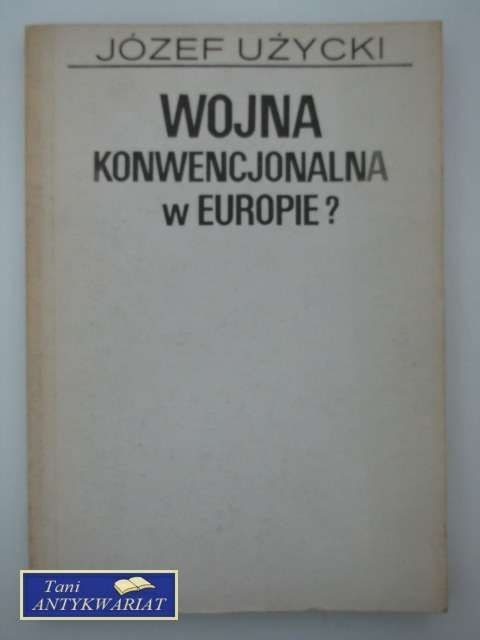 JÓZEF UŻYCKI
WOJNA
KONWENCJONALNA
w EUROPIE?
Tani
ANTYKWARIAT